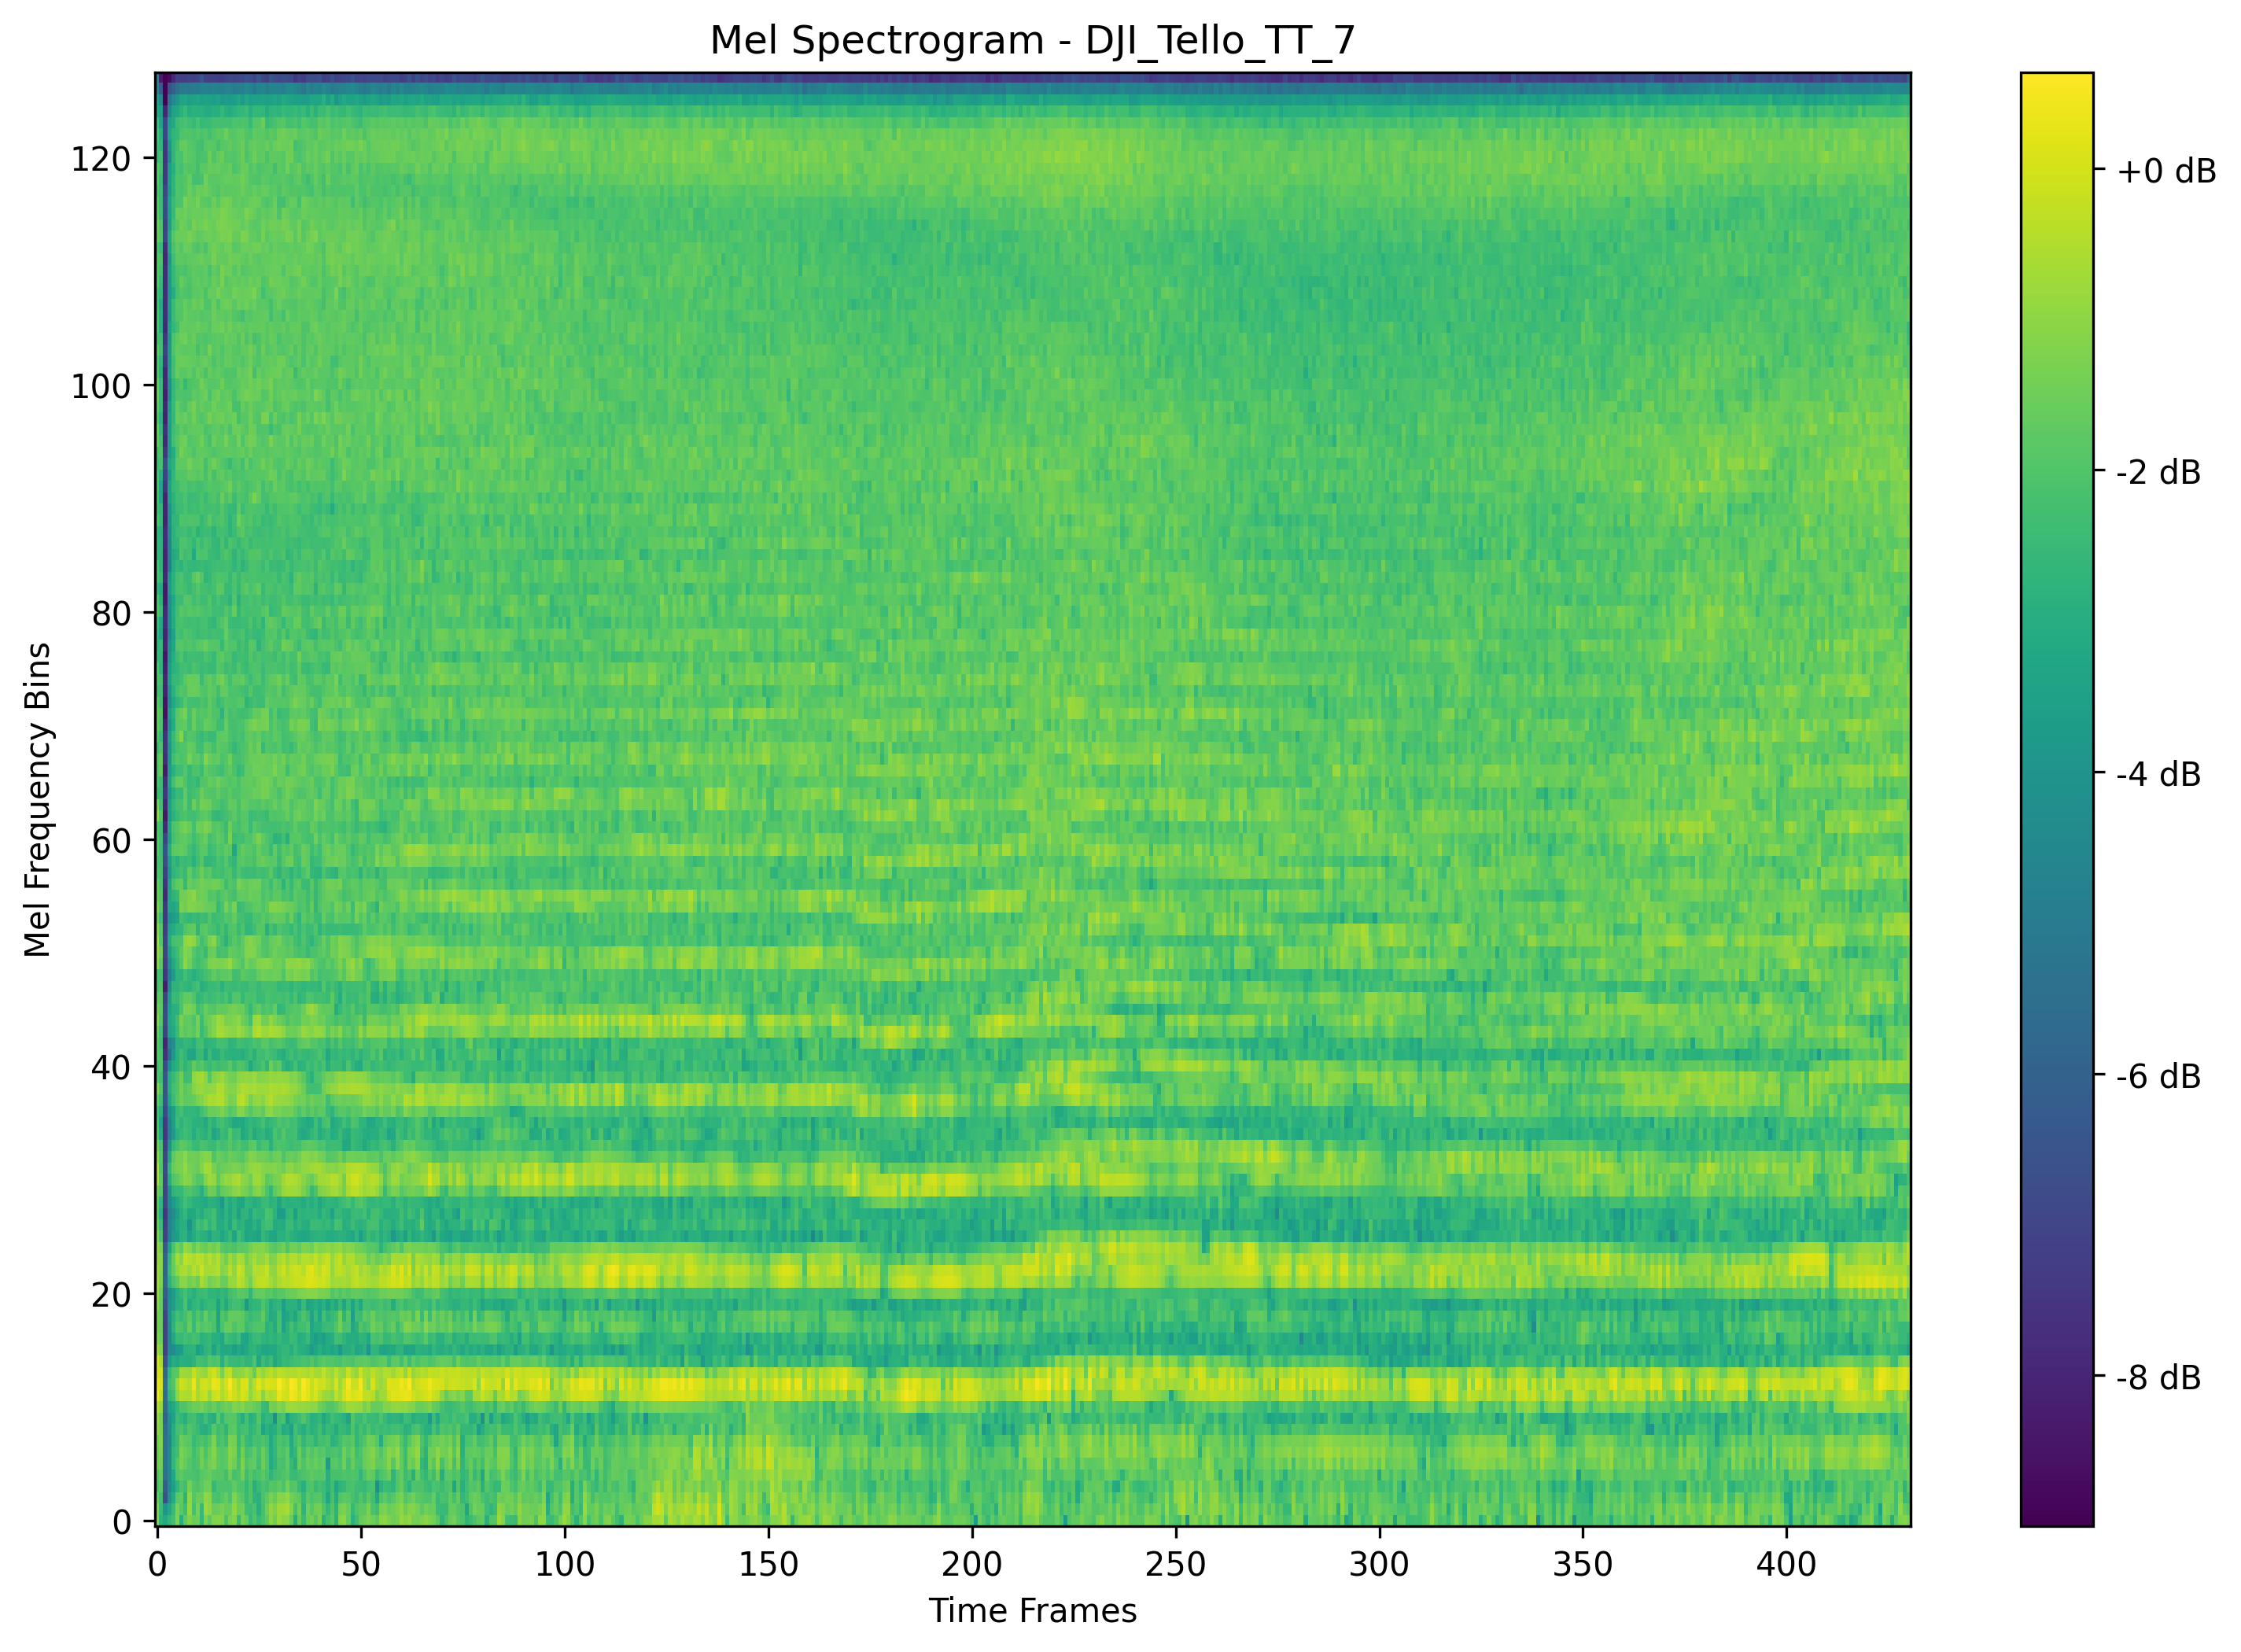 Mel Spectrogram - DJI_Tello_TT_7
Mel Frequency Bins
120
100
80
60
40
20
0
0 50 100 150 200 250 300 350 400
Time Frames
+0 dB
-2 dB
-4 dB
-6 dB
-8 dB